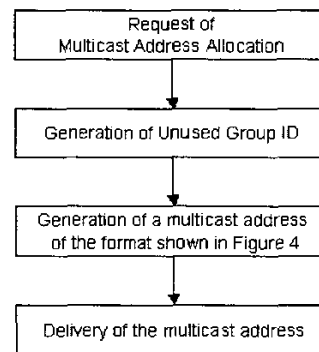 Request of
Multicast Address Allocation
Generation of Unused Group ID
Generation of a multicast address
of the format shown in Figure 4
Delivery of the multicast address